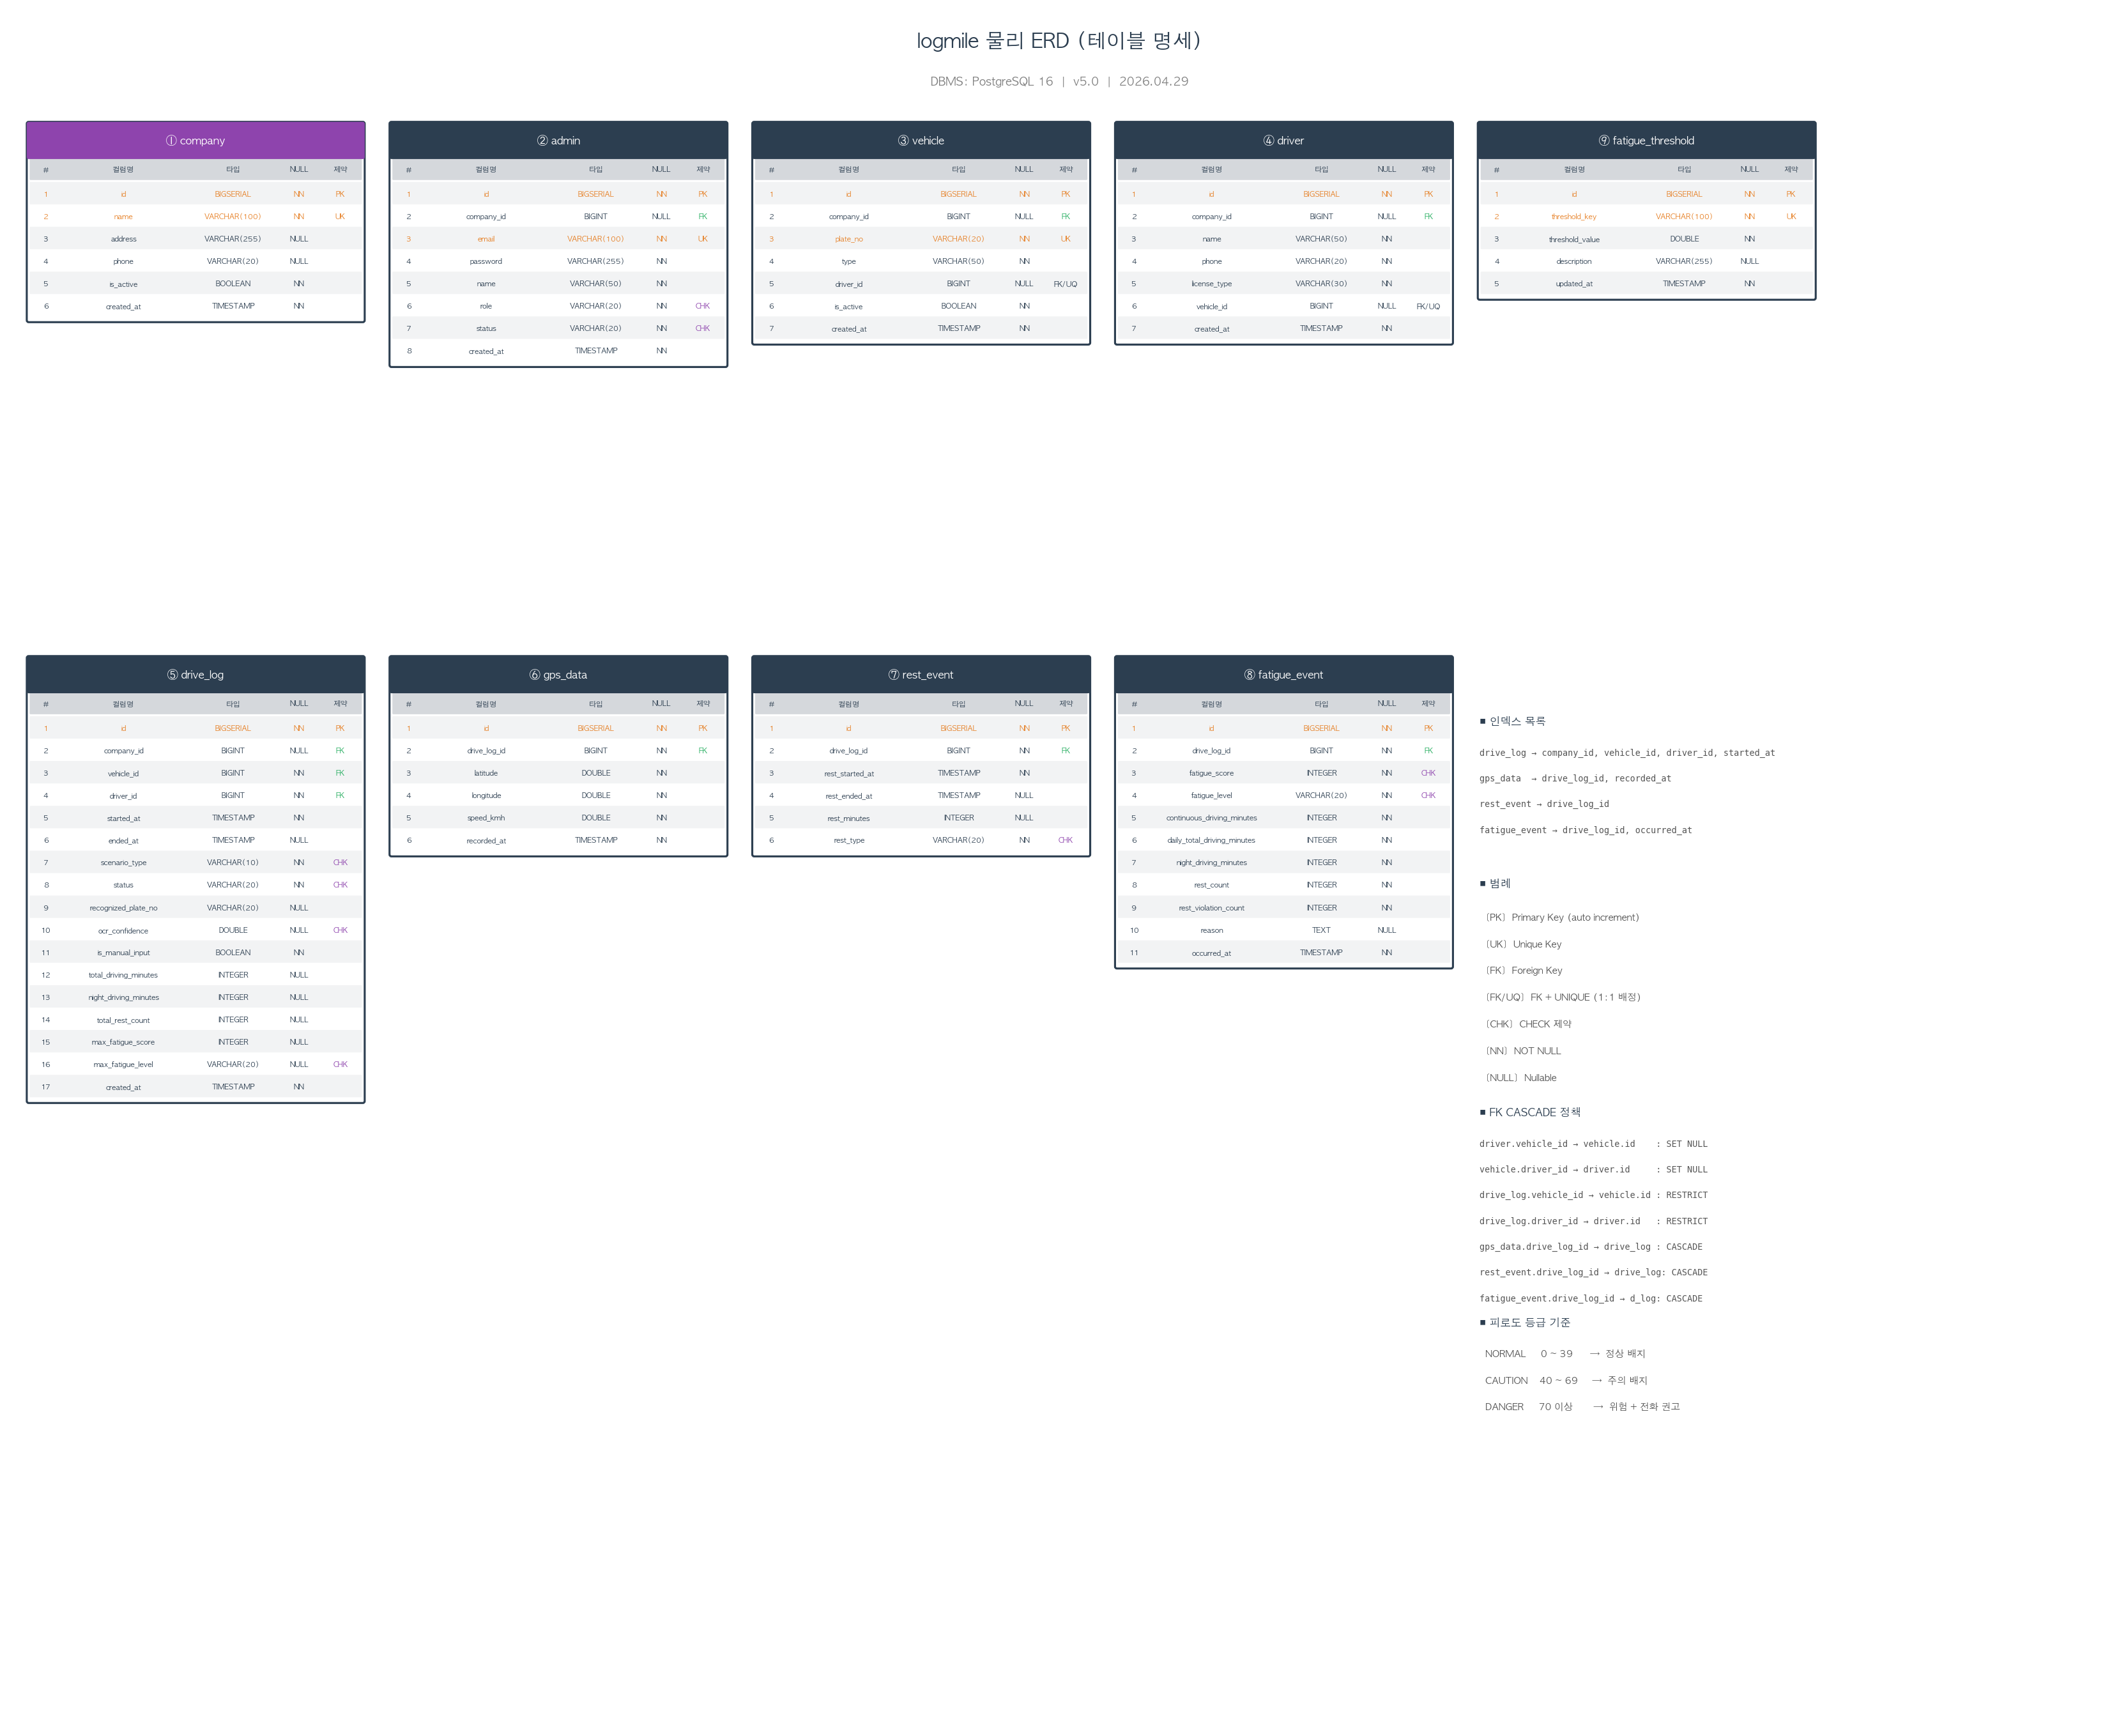 logmile 물리 ERD (테이블 명세)
DBMS: PostgreSQL 16 | v5.0 | 2026.04.29
① company
# 컬럼명 타입 NULL 제약
1 id BIGSERIAL NN PK
2 name VARCHAR(100) NN UK
3 address VARCHAR(255) NULL
4 phone VARCHAR(20) NULL
5 is_active BOOLEAN NN
6 created_at TIMESTAMP NN
② admin
# 컬럼명 타입 NULL 제약
1 id BIGSERIAL NN PK
2 company_id BIGINT NULL FK
3 email VARCHAR(100) NN UK
4 password VARCHAR(255) NN
5 name VARCHAR(50) NN
6 role VARCHAR(20) NN CHK
7 status VARCHAR(20) NN CHK
8 created_at TIMESTAMP NN
③ vehicle
# 컬럼명 타입 NULL 제약
1 id BIGSERIAL NN PK
2 company_id BIGINT NULL FK
3 plate_no VARCHAR(20) NN UK
4 type VARCHAR(50) NN
5 driver_id BIGINT NULL FK/UQ
6 is_active BOOLEAN NN
7 created_at TIMESTAMP NN
④ driver
# 컬럼명 타입 NULL 제약
1 id BIGSERIAL NN PK
2 company_id BIGINT NULL FK
3 name VARCHAR(50) NN
4 phone VARCHAR(20) NN
5 license_type VARCHAR(30) NN
6 vehicle_id BIGINT NULL FK/UQ
7 created_at TIMESTAMP NN
⑨ fatigue_threshold
# 컬럼명 타입 NULL 제약
1 id BIGSERIAL NN PK
2 threshold_key VARCHAR(100) NN UK
3 threshold_value DOUBLE NN
4 description VARCHAR(255) NULL
5 updated_at TIMESTAMP NN
⑤ drive_log
# 컬럼명 타입 NULL 제약
1 id BIGSERIAL NN PK
2 company_id BIGINT NULL FK
3 vehicle_id BIGINT NN FK
4 driver_id BIGINT NN FK
5 started_at TIMESTAMP NN
6 ended_at TIMESTAMP NULL
7 scenario_type VARCHAR(10) NN CHK
8 status VARCHAR(20) NN CHK
9 recognized_plate_no VARCHAR(20) NULL
10 ocr_confidence DOUBLE NULL CHK
11 is_manual_input BOOLEAN NN
12 total_driving_minutes INTEGER NULL
13 night_driving_minutes INTEGER NULL
14 total_rest_count INTEGER NULL
15 max_fatigue_score INTEGER NULL
16 max_fatigue_level VARCHAR(20) NULL CHK
17 created_at TIMESTAMP NN
⑥ gps_data
# 컬럼명 타입 NULL 제약
1 id BIGSERIAL NN PK
2 drive_log_id BIGINT NN FK
3 latitude DOUBLE NN
4 longitude DOUBLE NN
5 speed_kmh DOUBLE NN
6 recorded_at TIMESTAMP NN
⑦ rest_event
# 컬럼명 타입 NULL 제약
1 id BIGSERIAL NN PK
2 drive_log_id BIGINT NN FK
3 rest_started_at TIMESTAMP NN
4 rest_ended_at TIMESTAMP NULL
5 rest_minutes INTEGER NULL
6 rest_type VARCHAR(20) NN CHK
⑧ fatigue_event
# 컬럼명 타입 NULL 제약
1 id BIGSERIAL NN PK
2 drive_log_id BIGINT NN FK
3 fatigue_score INTEGER NN CHK
4 fatigue_level VARCHAR(20) NN CHK
5 continuous_driving_minutes INTEGER NN
6 daily_total_driving_minutes INTEGER NN
7 night_driving_minutes INTEGER NN
8 rest_count INTEGER NN
9 rest_violation_count INTEGER NN
10 reason TEXT NULL
11 occurred_at TIMESTAMP NN
■ 인덱스 목록
drive_log → company_id, vehicle_id, driver_id, started_at
gps_data → drive_log_id, recorded_at
rest_event → drive_log_id
fatigue_event → drive_log_id, occurred_at
■ 범례
[PK] Primary Key (auto increment)
[UK] Unique Key
[FK] Foreign Key
[FK/UQ] FK + UNIQUE (1:1 배정)
[CHK] CHECK 제약
[NN] NOT NULL
[NULL] Nullable
■ FK CASCADE 정책
driver.vehicle_id → vehicle.id : SET NULL
vehicle.driver_id → driver.id : SET NULL
drive_log.vehicle_id → vehicle.id : RESTRICT
drive_log.driver_id → driver.id : RESTRICT
gps_data.drive_log_id → drive_log : CASCADE
rest_event.drive_log_id → drive_log: CASCADE
fatigue_event.drive_log_id → d_log: CASCADE
■ 피로도 등급 기준
NORMAL 0 ~ 39 → 정상 배지
CAUTION 40 ~ 69 → 주의 배지
DANGER 70 이상 → 위험 + 전화 권고